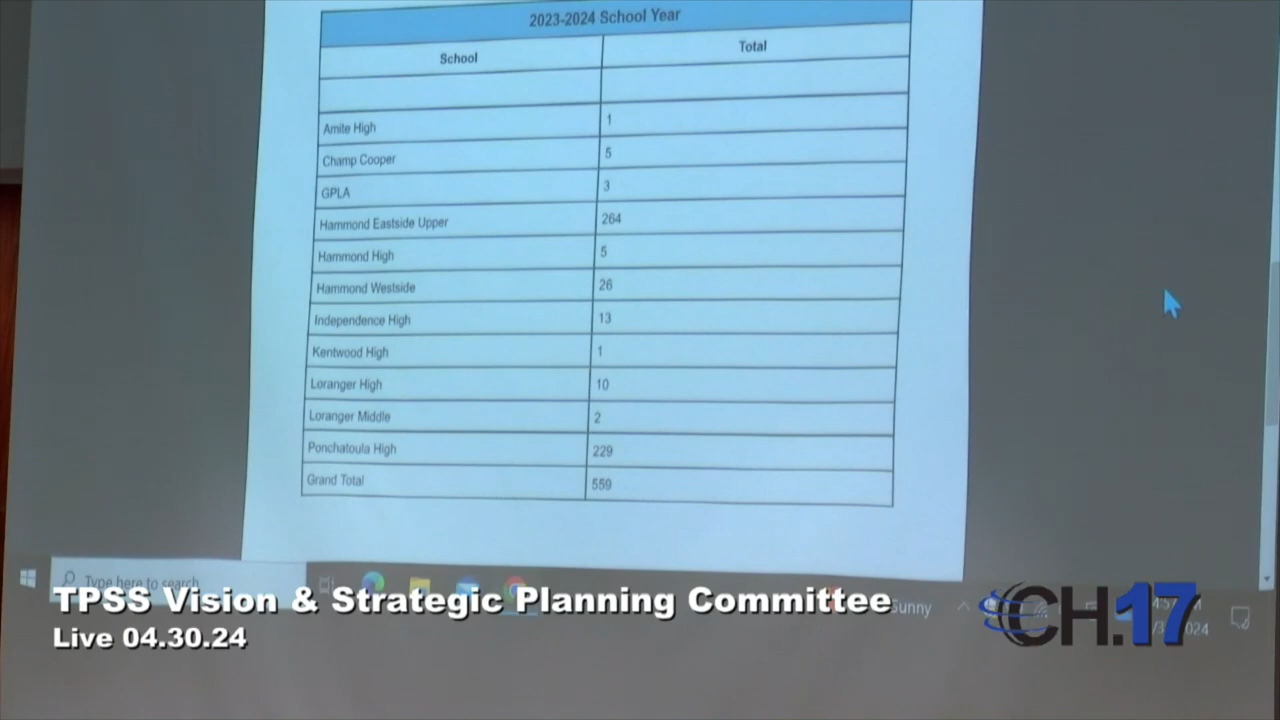 2023-2024 School Year
School Total
Amite High 1
Champ Cooper 5
GPLA 3
Hammond Eastside Upper 264
Hammond High 5
Hammond Westside 26
Independence High 13
Kentwood High 1
Loranger High 10
Loranger Middle 2
Ponchatoula High 229
Grand Total 559
Type here to search
Sunny
TPSS Vision & Strategic Planning Committee
Live 04.30.24
CH.17